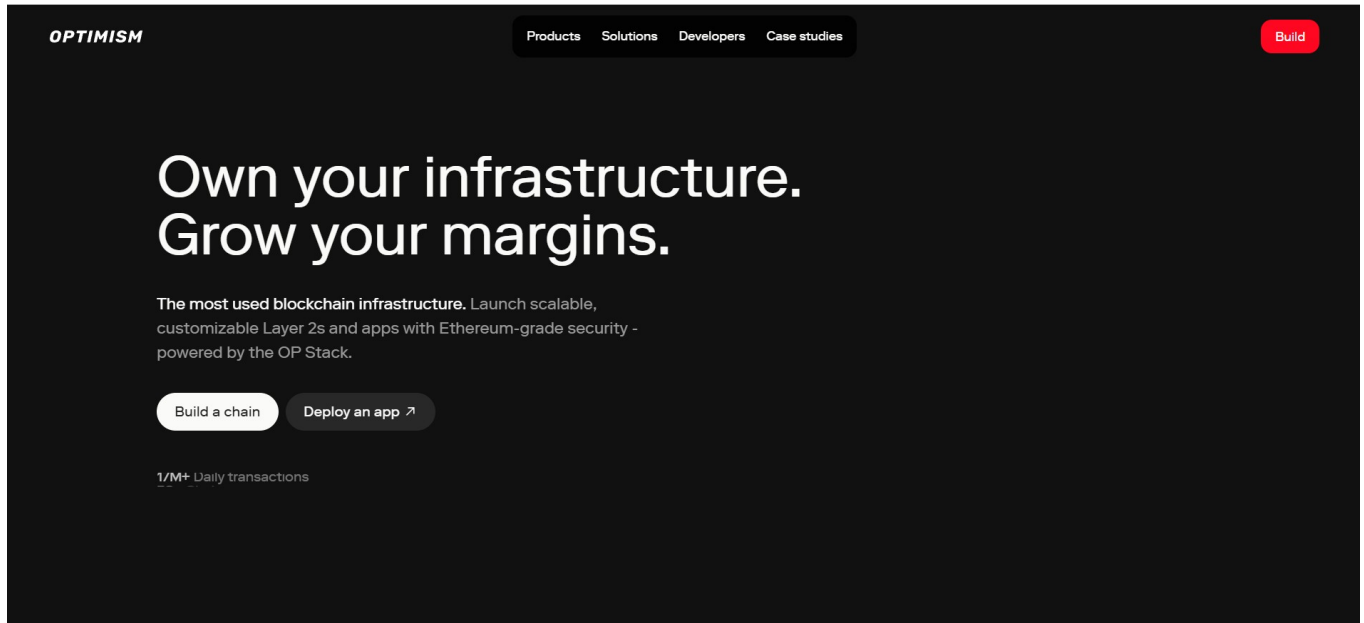 OPTIMISM
Products Solutions Developers Case studies
Build
Own your infrastructure.
Grow your margins.
The most used blockchain infrastructure. Launch scalable,
customizable Layer 2s and apps with Ethereum-grade security -
powered by the OP Stack.
Build a chain
Deploy an app ↗
Daily transactions